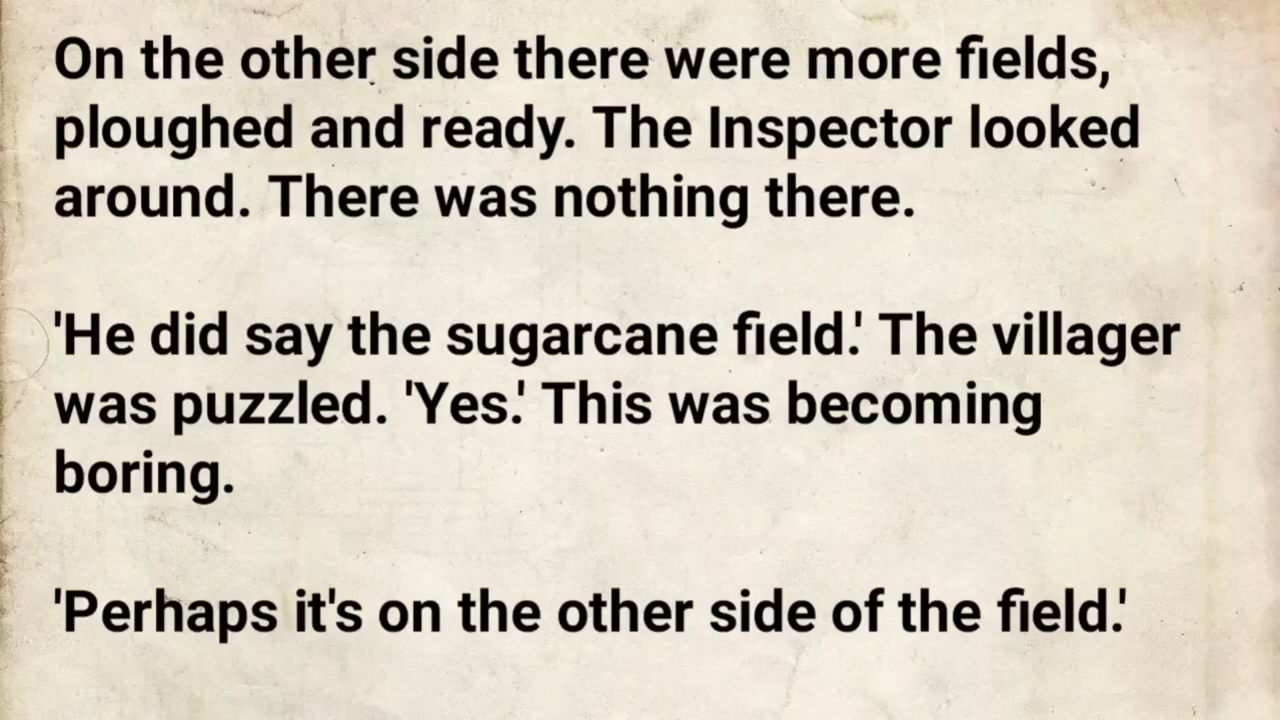 On the other side there were more fields,
ploughed and ready. The Inspector looked
around. There was nothing there.
'He did say the sugarcane field.' The villager
was puzzled. 'Yes.' This was becoming
boring.
'Perhaps it's on the other side of the field.'